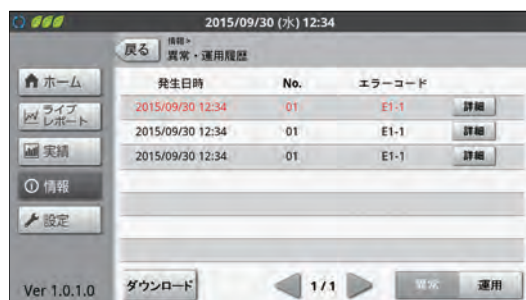 2015/09/30 (水) 12:34
戻る
情報>
異常・運用履歴
ホーム
ライブ
レポート
実績
情報
設定
Ver 1.0.1.0
発生日時 No. エラーコード
2015/09/30 12:34 01 E1-1 詳細
2015/09/30 12:34 01 E1-1 詳細
2015/09/30 12:34 01 E1-1 詳細
ダウンロード 1/1 異常 運用